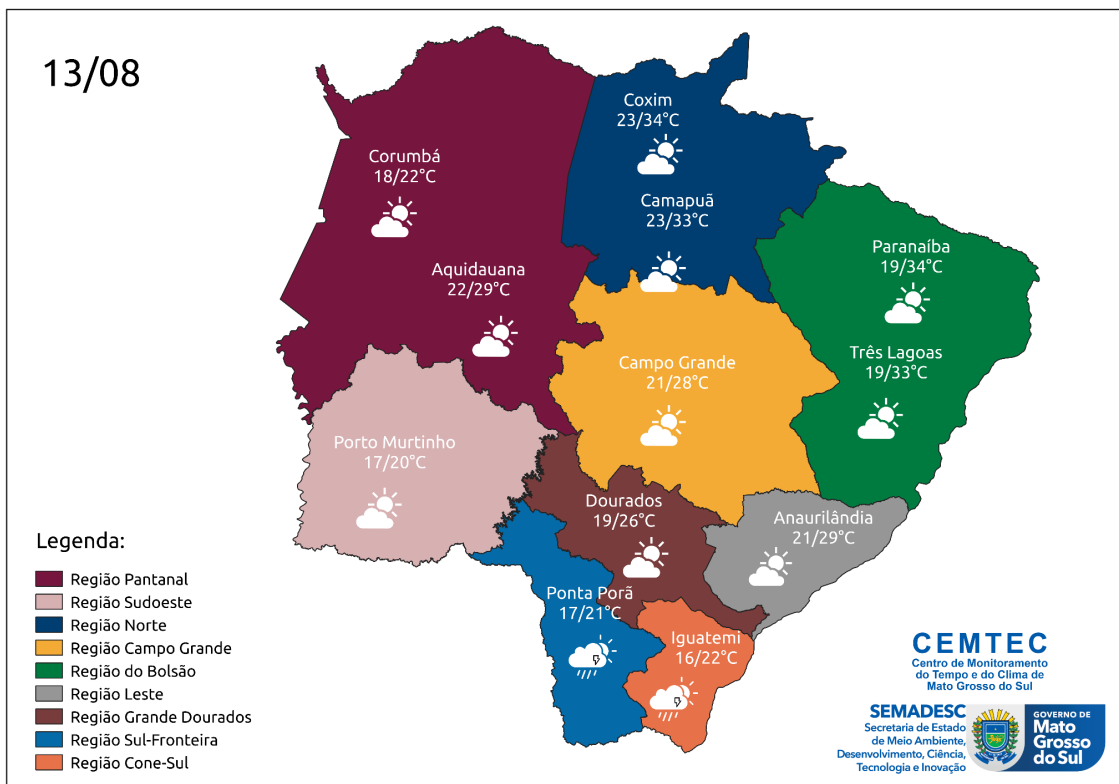 13/08
Coxim
23/34°C
Corumbá
18/22°C
Camapuã
23/33°C
Paranaíba
19/34°C
Aquidauana
22/29°C
Três Lagoas
19/33°C
Campo Grande
21/28°C
Porto Murtinho
17/20°C
Dourados
19/26°C
Anaurilândia
21/29°C
Ponta Porã
17/21°C
Iguatemi
16/22°C
Legenda:
Região Pantanal
Região Sudoeste
Região Norte
Região Campo Grande
Região do Bolsão
Região Leste
Região Grande Dourados
Região Sul-Fronteira
Região Cone-Sul
CEMTEC
Centro de Monitoramento
do Tempo e do Clima de
Mato Grosso do Sul
SEMADESC
Secretaria de Estado
de Meio Ambiente,
Desenvolvimento, Ciência,
Tecnologia e Inovação
GOVERNO DE
Mato
Grosso
do Sul